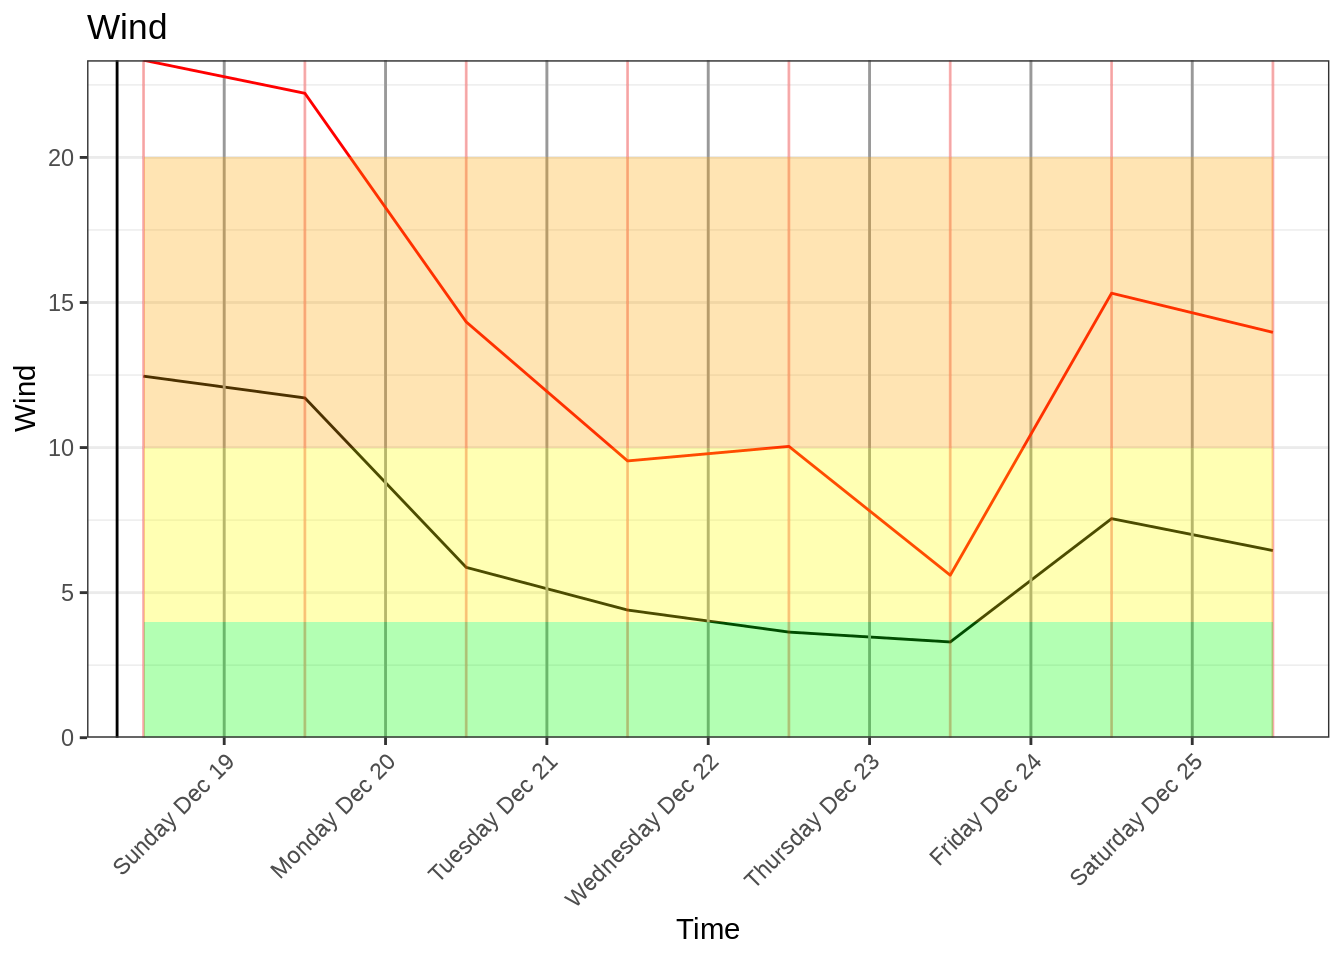 Wind
Wind
20
15
10
5
0
Sunday Dec 19
Monday Dec 20
Tuesday Dec 21
Wednesday Dec 22
Thursday Dec 23
Friday Dec 24
Saturday Dec 25
Time